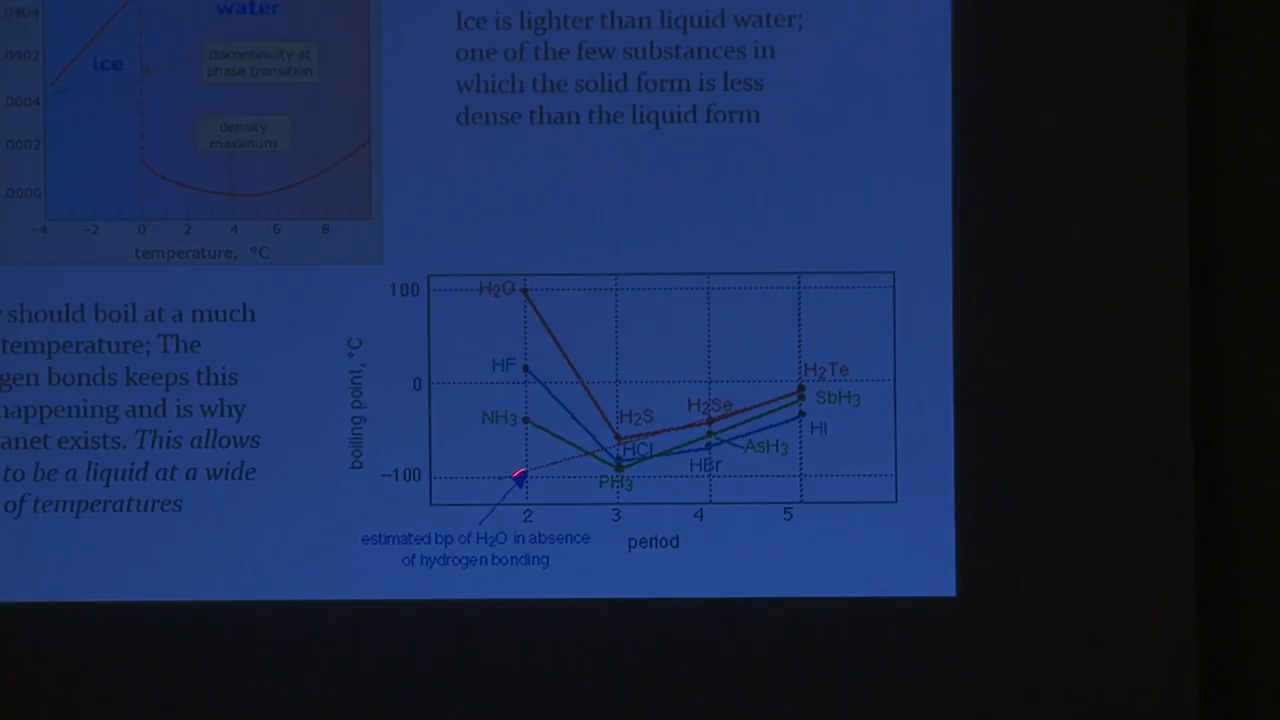 .0904
water
.0902
ice
discontinuity at
phase transition
.0004
density
maximum
.0002
.0000
-4 -2 0 2 4 6 8
temperature, °C
Ice is lighter than liquid water;
one of the few substances in
which the solid form is less
dense than the liquid form
should boil at a much
temperature; The
gen bonds keeps this
happening and is why
anet exists. This allows
to be a liquid at a wide
of temperatures
100
0
-100
boiling point, °C
H2O
HF
NH3
H2S
HCl
PH3
H2Se
HBr
AsH3
H2Te
SbH3
HI
2 3 4 5
period
estimated bp of H2O in absence
of hydrogen bonding